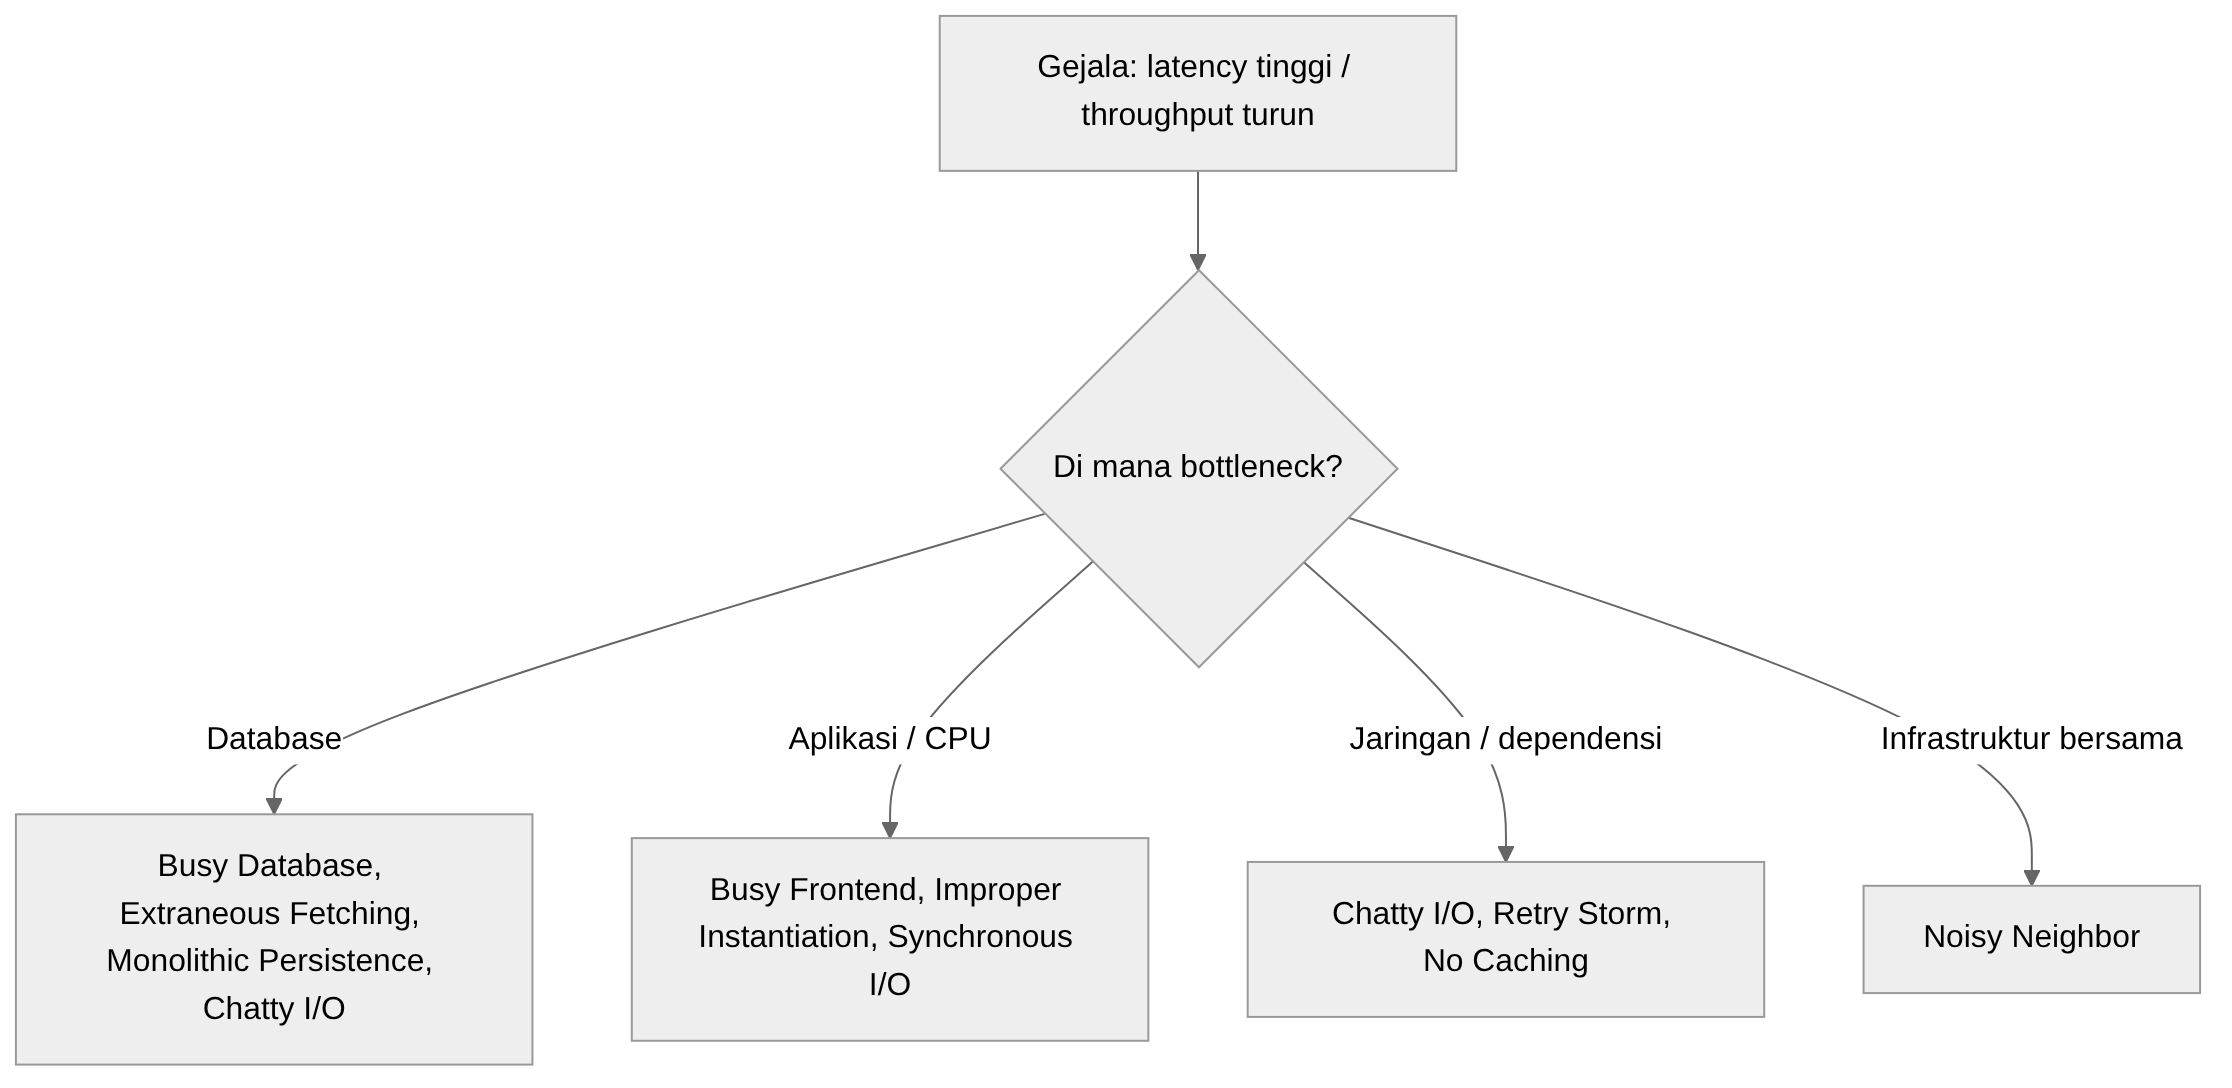 Gejala: latency tinggi /
throughput turun
Di mana bottleneck?
Database
Aplikasi / CPU
Jaringan / dependensi
Infrastruktur bersama
Busy Database,
Extraneous Fetching,
Monolithic Persistence,
Chatty I/O
Busy Frontend, Improper
Instantiation, Synchronous
I/O
Chatty I/O, Retry Storm,
No Caching
Noisy Neighbor